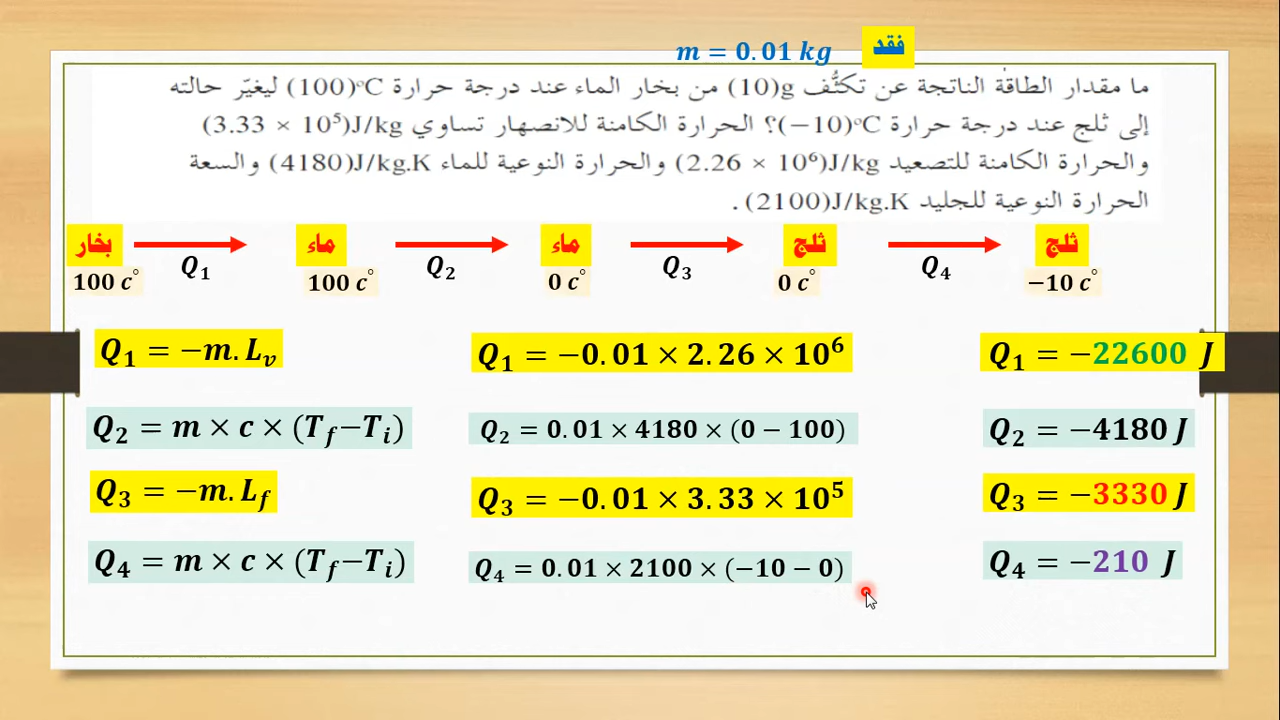 m = 0.01 kg
فقد
ما مقدار الطاقة الناتجة عن تكثُّف g(10) من بخار الماء عند درجة حرارة °C(100) ليغيّر حالته
إلى ثلج عند درجة حرارة °C(−10)؟ الحرارة الكامنة للانصهار تساوي (3.33 × 10⁵)J/kg
والحرارة الكامنة للتصعيد (2.26 × 10⁶)J/kg والحرارة النوعية للماء (4180)J/kg.K والسعة
الحرارة النوعية للجليد (2100)J/kg.K .
بخار Q₁ ماء Q₂ ماء Q₃ ثلج Q₄ ثلج
100 c° 100 c° 0 c° 0 c° −10 c°
Q₁ = −m. Lᵥ Q₁ = −0.01 × 2.26 × 10⁶ Q₁ = −22600 J
Q₂ = m × c × (T_f−T_i) Q₂ = 0.01 × 4180 × (0 − 100) Q₂ = −4180 J
Q₃ = −m. L_f Q₃ = −0.01 × 3.33 × 10⁵ Q₃ = −3330 J
Q₄ = m × c × (T_f−T_i) Q₄ = 0.01 × 2100 × (−10 − 0) Q₄ = −210 J